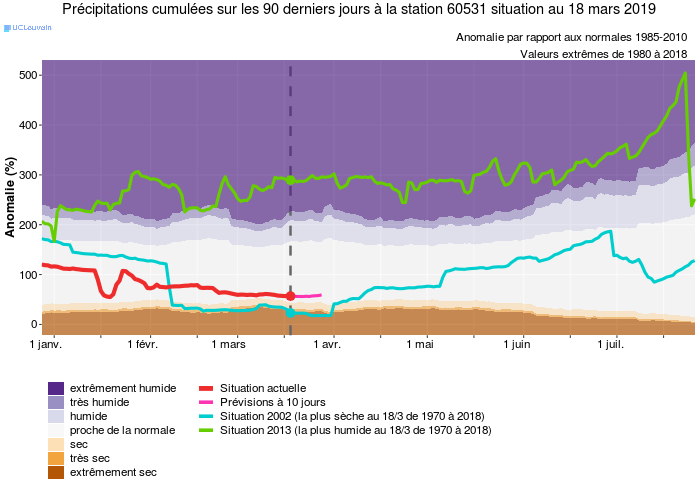 Précipitations cumulées sur les 90 derniers jours à la station 60531 situation au 18 mars 2019
UCLouvain
Anomalie par rapport aux normales 1985-2010
Valeurs extrêmes de 1980 à 2018
Anomalie (%)
500
400
300
200
100
0
1 janv. 1 févr. 1 mars 1 avr. 1 mai 1 juin 1 juil.
extrêmement humide
très humide
humide
proche de la normale
sec
très sec
extrêmement sec
Situation actuelle
Prévisions à 10 jours
Situation 2002 (la plus sèche au 18/3 de 1970 à 2018)
Situation 2013 (la plus humide au 18/3 de 1970 à 2018)